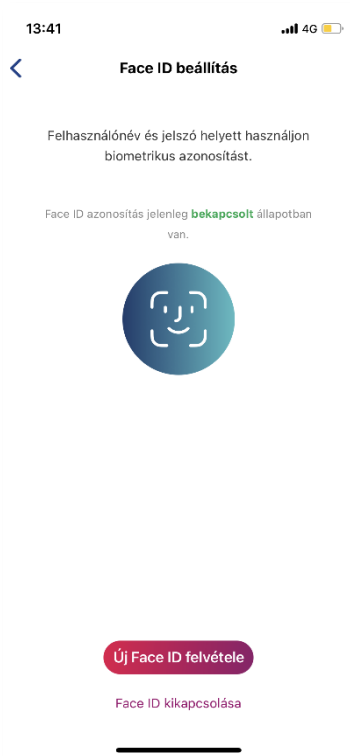 13:41
4G
Face ID beállítás
Felhasználónév és jelszó helyett használjon
biometrikus azonosítást.
Face ID azonosítás jelenleg bekapcsolt állapotban
van.
Új Face ID felvétele
Face ID kikapcsolása